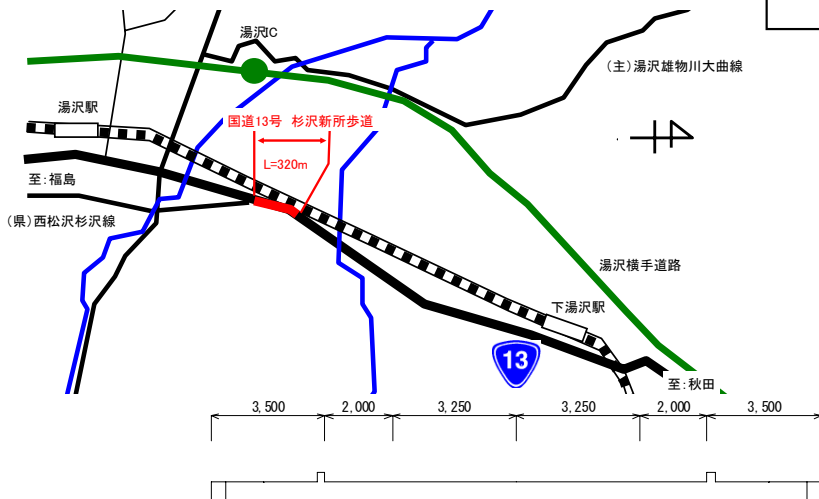 湯沢IC
(主)湯沢雄物川大曲線
湯沢駅
国道13号 杉沢新所歩道
L=320m
至:福島
(県)西松沢杉沢線
湯沢横手道路
下湯沢駅
13
至:秋田
3,500 2,000 3,250 3,250 2,000 3,500